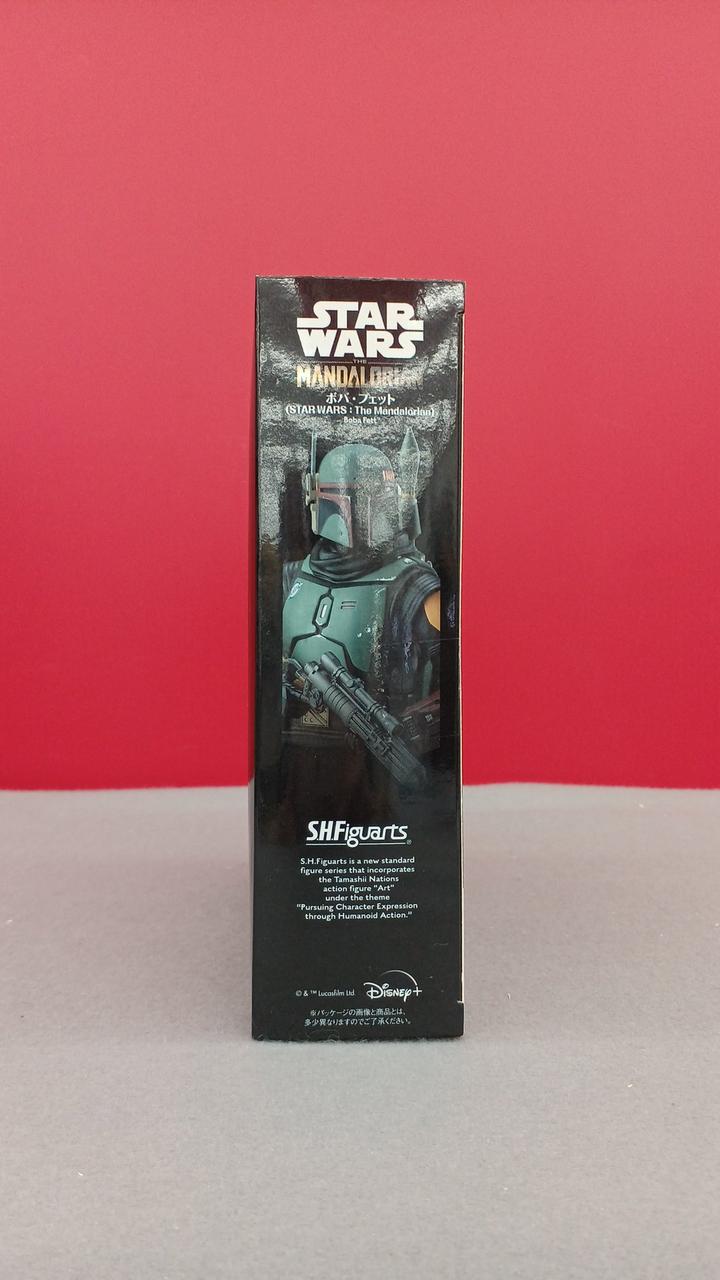 STAR
WARS
THE
MANDALORIAN
ボバ・フェット
(STAR WARS : The Mandalorian)
Boba Fett
S.H.Figuarts®
S.H.Figuarts is a new standard
figure series that incorporates
the Tamashii Nations
action figure "Art"
under the theme
"Pursuing Character Expression
through Humanoid Action."
© & ™ Lucasfilm Ltd. Disney+
※パッケージの画像と商品とは、
多少異なりますのでご了承ください。